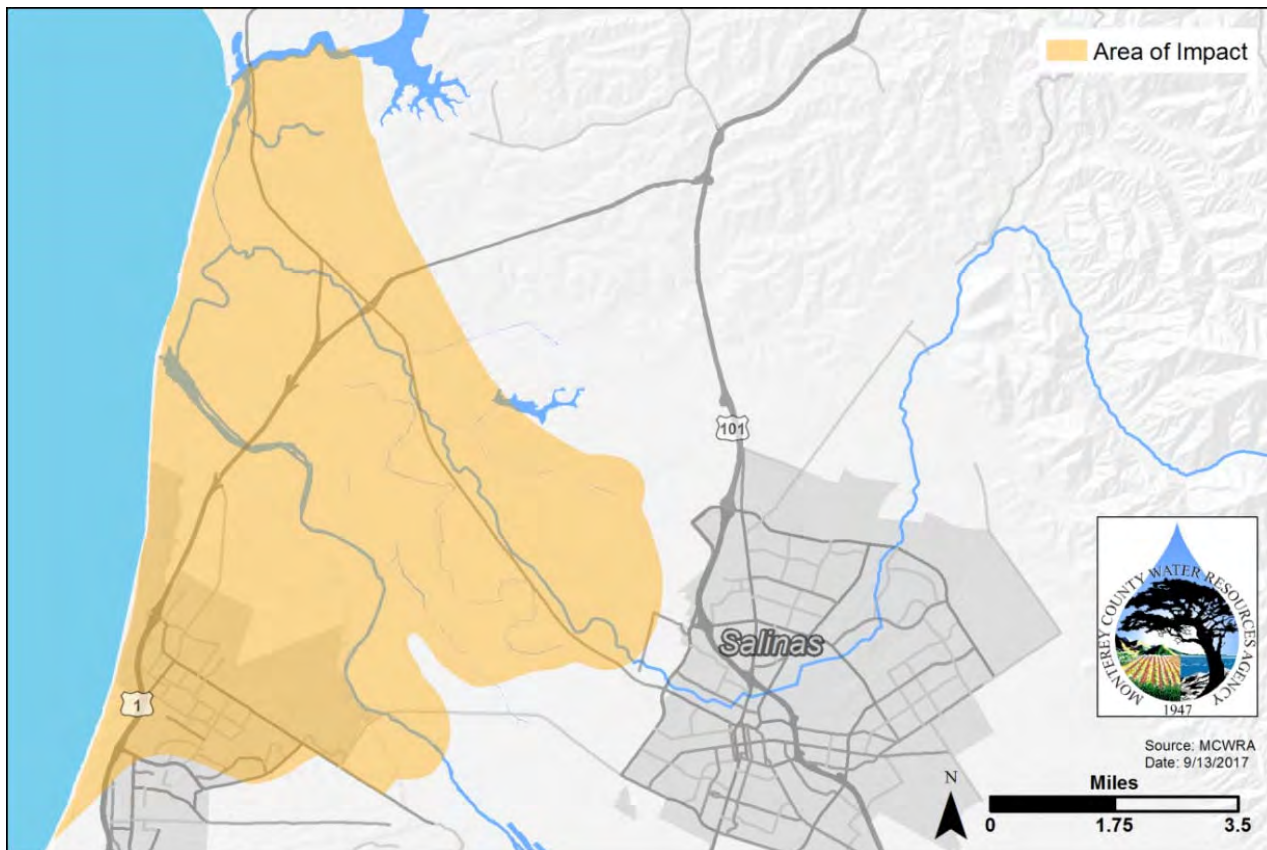 Area of Impact
101
Salinas
1
MONTEREY COUNTY WATER RESOURCES AGENCY
1947
Source: MCWRA
Date: 9/13/2017
N
Miles
0 1.75 3.5